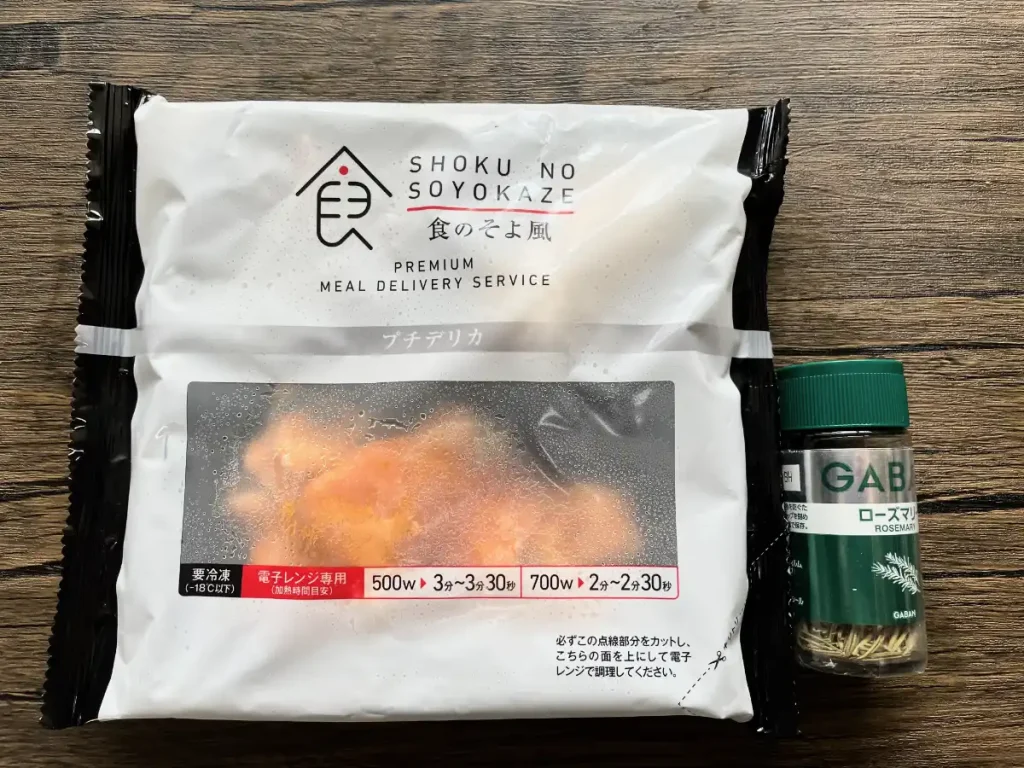 SHOKU NO
SOYOKAZE
食のそよ風
PREMIUM
MEAL DELIVERY SERVICE
プチデリカ
要冷凍
(-18℃以下)
電子レンジ専用
(加熱時間目安)
500w 3分~3分30秒
700w 2分~2分30秒
必ずこの点線部分をカットし、
こちらの面を上にして電子
レンジで調理してください。
GABA
ローズマリ
ROSEMAR
GABAN